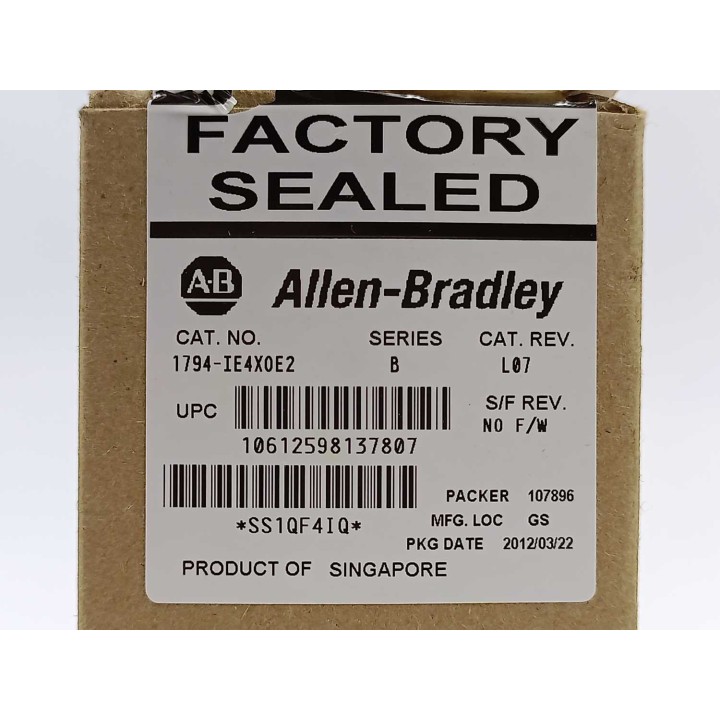 FACTORY
SEALED
A-B Allen-Bradley
CAT. NO. SERIES CAT. REV.
1794-IE4XOE2 B L07
UPC S/F REV.
NO F/W
10612598137807
PACKER 107896
*SS1QF4IQ* MFG. LOC GS
PKG DATE 2012/03/22
PRODUCT OF SINGAPORE